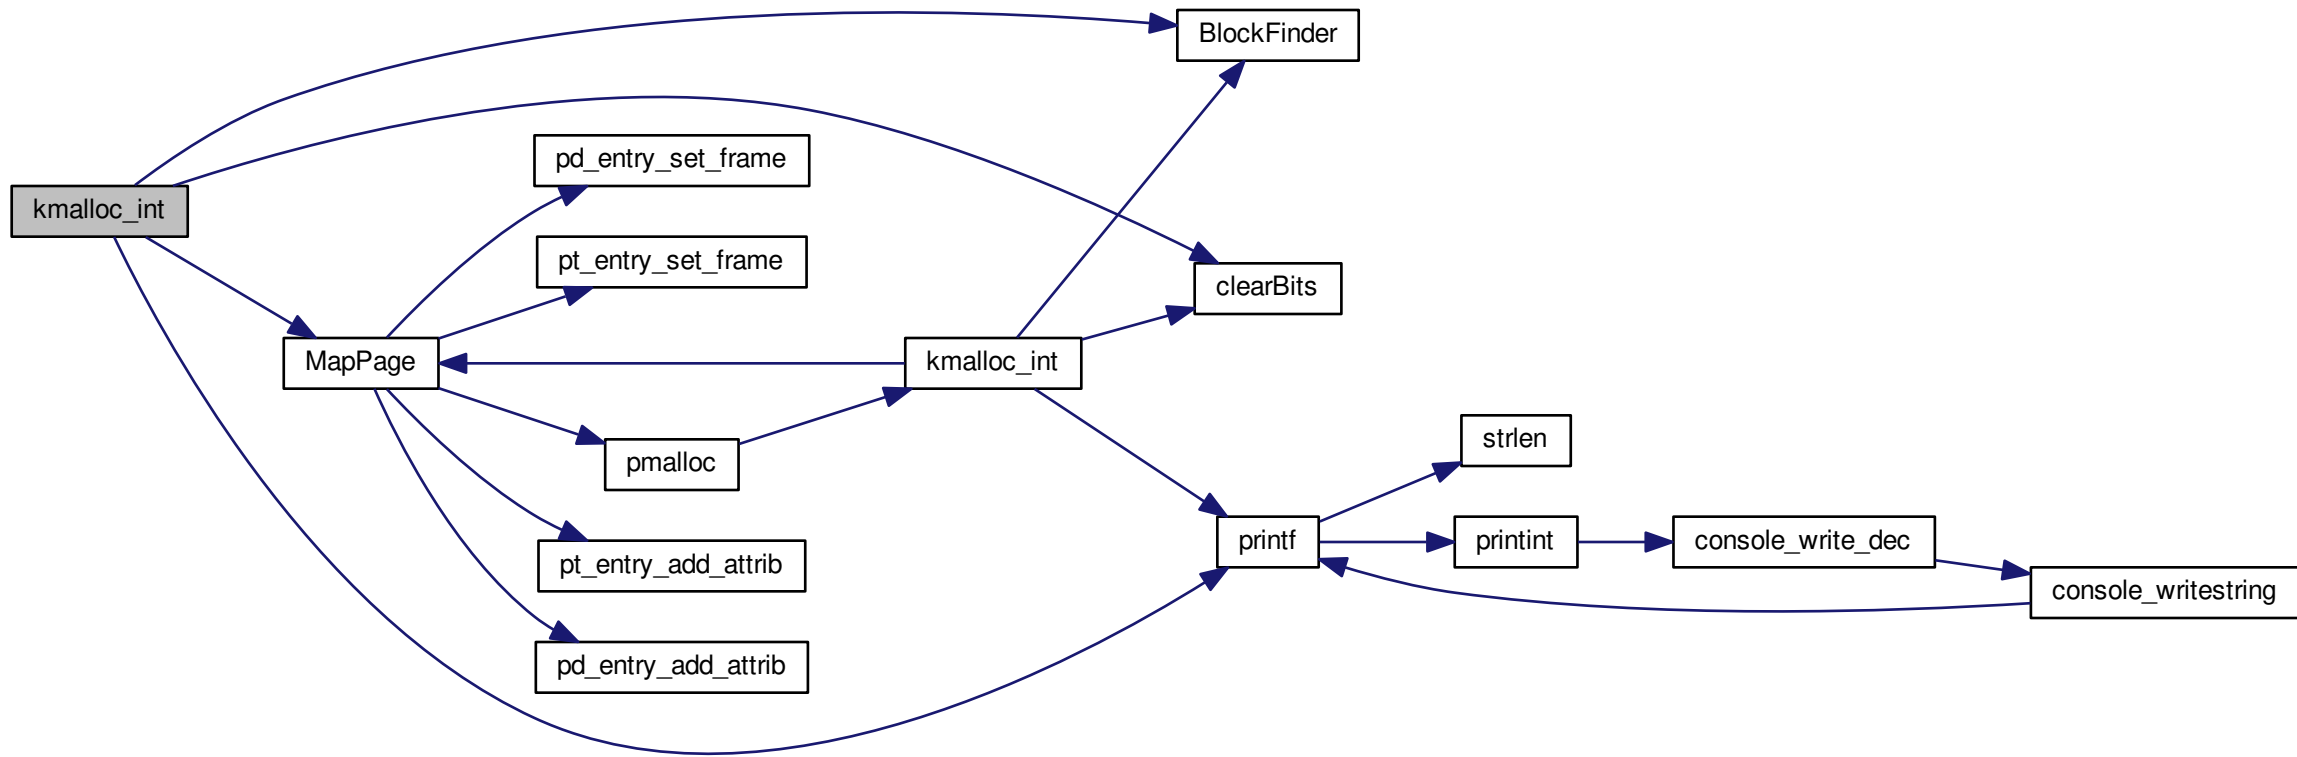 BlockFinder
pd_entry_set_frame
kmalloc_int
pt_entry_set_frame
clearBits
MapPage
kmalloc_int
strlen
pmalloc
printf
printint
console_write_dec
pt_entry_add_attrib
console_writestring
pd_entry_add_attrib